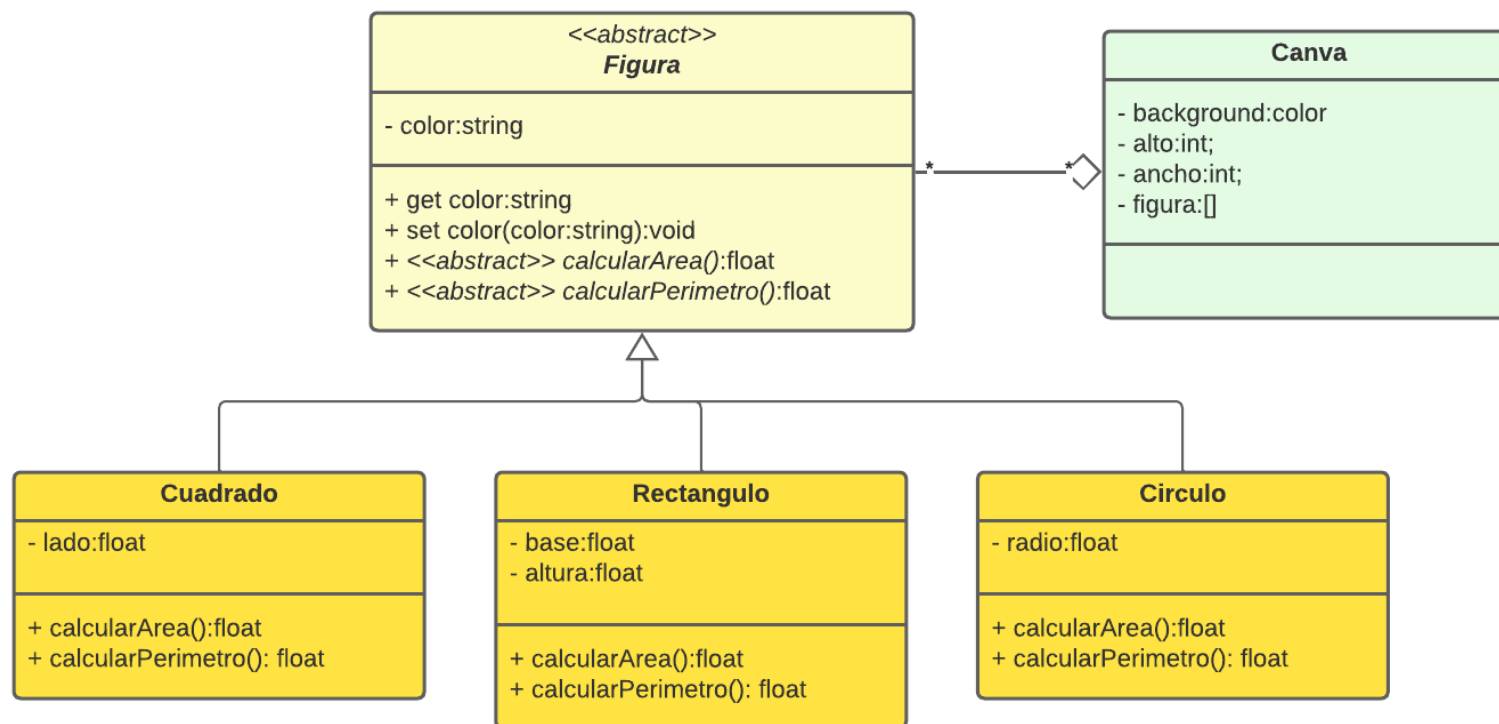 <<abstract>>
Figura
- color:string
+ get color:string
+ set color(color:string):void
+ <<abstract>> calcularArea():float
+ <<abstract>> calcularPerimetro():float
*
*
Canva
- background:color
- alto:int;
- ancho:int;
- figura:[]
Cuadrado
- lado:float
+ calcularArea():float
+ calcularPerimetro(): float
Rectangulo
- base:float
- altura:float
+ calcularArea():float
+ calcularPerimetro(): float
Circulo
- radio:float
+ calcularArea():float
+ calcularPerimetro(): float